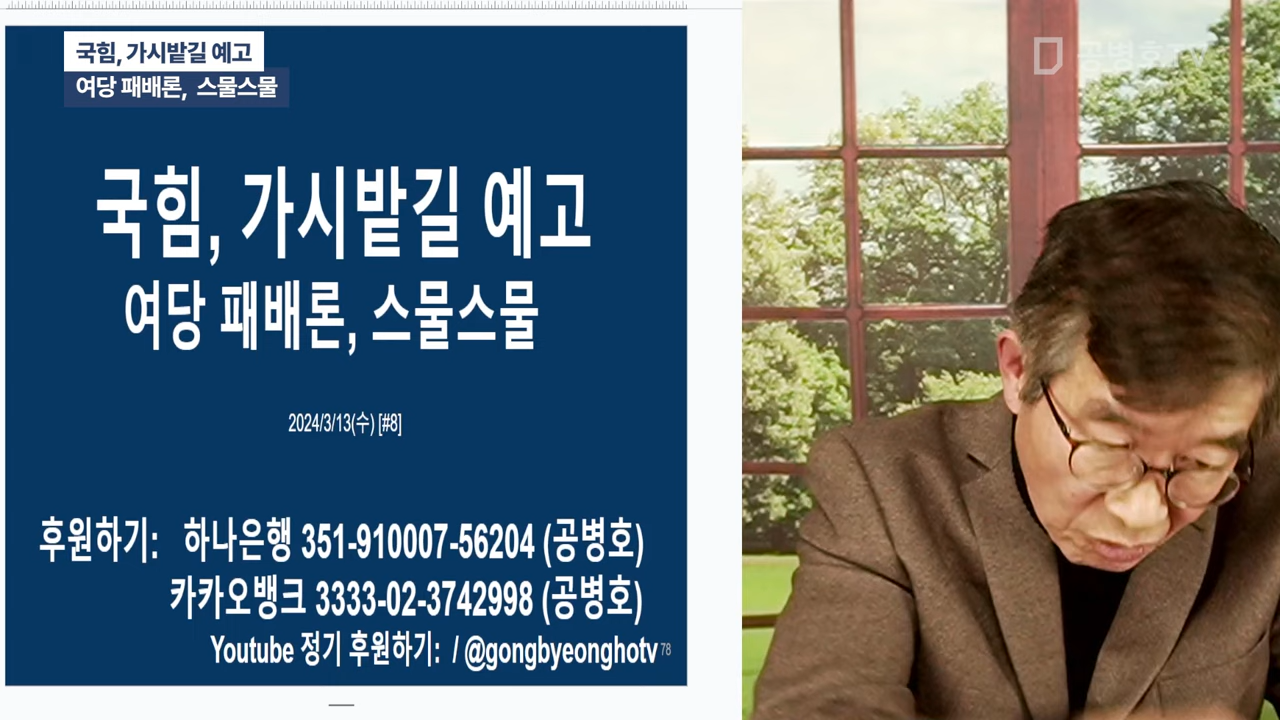 국힘, 가시밭길 예고
여당 패배론, 스물스물
국힘, 가시밭길 예고
여당 패배론, 스물스물
2024/3/13(수) [#8]
후원하기: 하나은행 351-910007-56204 (공병호)
카카오뱅크 3333-02-3742998 (공병호)
Youtube 정기 후원하기: / @gongbyeonghotv
78
공병호TV